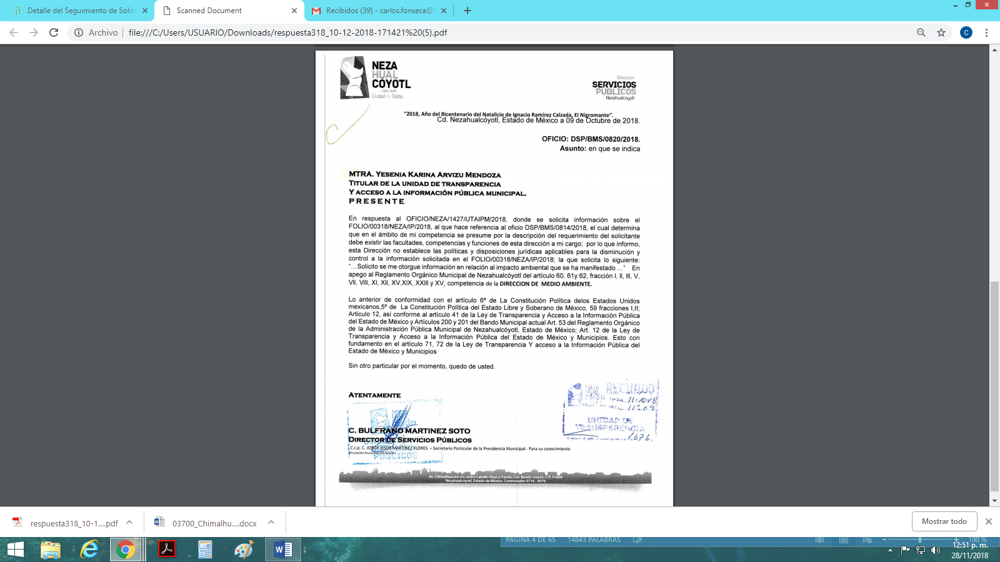 Detalle del Seguimiento de Solici
Scanned Document
Recibidos (39) - carlos.fonseca@
Archivo
file:///C:/Users/USUARIO/Downloads/respuesta318_10-12-2018-171421%20(5).pdf
C
NEZA
HUAL
CÓYOTL
Ciudad de Todos
Dirección
SERVICIOS
PÚBLICOS
Nezahualcóyotl
"2018, Año del Bicentenario del Natalicio de Ignacio Ramírez Calzada, El Nigromante".
Cd. Nezahualcóyotl, Estado de México a 09 de Octubre de 2018.
OFICIO: DSP/BMS/0820/2018.
Asunto: en que se indica
MTRA. YESENIA KARINA ARVIZU MENDOZA
TITULAR DE LA UNIDAD DE TRANSPARENCIA
Y ACCESO A LA INFORMACIÓN PÚBLICA MUNICIPAL.
P R E S E N T E
En respuesta al OFICIO/NEZA/1427/UTAIPM/2018, donde se solicita información sobre el
FOLIO/00318/NEZA/IP/2018, al que hace referencia al oficio DSP/BMS/0814/2018, el cual determina
que en el ámbito de mi competencia se presume por la descripción del requerimiento del solicitante
debe existir las facultades, competencias y funciones de esta dirección a mi cargo; por lo que informo,
esta Dirección no establece las políticas y disposiciones jurídicas aplicables para la disminución y
control a la información solicitada en el FOLIO/00318/NEZA/IP/2018; la que solicita lo siguiente:
"…Solicito se me otorgue información en relación al impacto ambiental que se ha manifestado …" En
apego al Reglamento Orgánico Municipal de Nezahualcóyotl del artículo 60, 61y 62, fracción I, II, III, V,
VII, VIII, XI, XII, XV,XIX, XXIII y XV, competencia de la DIRECCION DE MEDIO AMBIENTE.
Lo anterior de conformidad con el artículo 6º de La Constitución Política delos Estados Unidos
mexicanos,5º de La Constitución Política del Estado Libre y Soberano de México, 59 fracciones I,II;
Articulo 12, así conforme al artículo 41 de la Ley de Transparencia y Acceso a la Información Pública
del Estado de México y Artículos 200 y 201 del Bando Municipal actual Art. 53 del Reglamento Orgánico
de la Administración Pública Municipal de Nezahualcóyotl, Estado de México; Art. 12 de la Ley de
Transparencia y Acceso a la Información Pública del Estado de México y Municipios. Esto con
fundamento en el artículo 71, 72 de la Ley de Transparencia Y acceso a la Información Pública del
Estado de México y Municipios
Sin otro particular por el momento, quedo de usted.
ATENTAMENTE
C. BULFRANO MARTINEZ SOTO
DIRECTOR DE SERVICIOS PÚBLICOS
C.c.p. C. JORGE JESUS MARTINEZ FLORES. – Secretario Particular de la Presidencia Municipal.- Para su conocimiento
PÚBLICOS
NEZA
HUAL
CÓYOTL
RECIBIDO
11-10-18
UNIDAD DE
TRANSPARENCIA
1676.
Av. Chimalhuacán s/n. entre Caballo Bayo y Faisán, Col. Benito Juárez, C.P. 57000
Nezahualcóyotl, Estado de México, Conmutador 5716 - 9070
respuesta318_10-1....pdf
03700_Chimalhu....docx
Mostrar todo
PÁGINA 4 DE 65
14843 PALABRAS
100 %
12:51 p. m.
28/11/2018